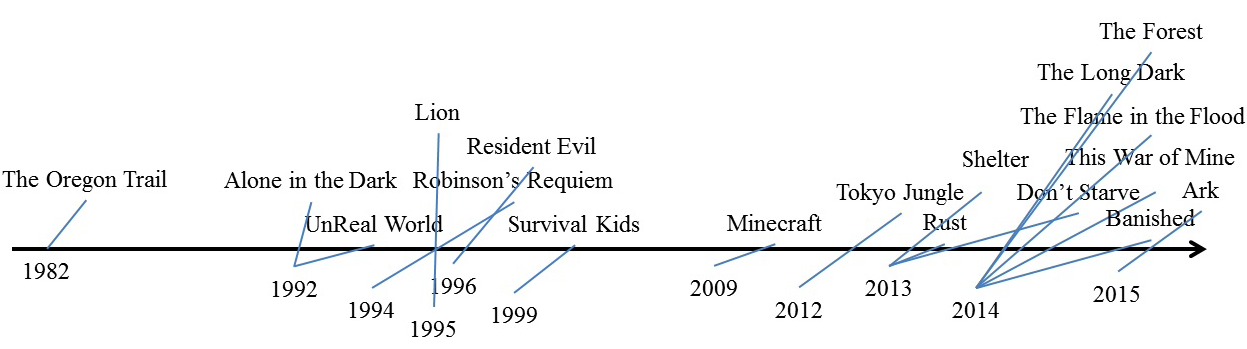 The Forest
The Long Dark
Lion
The Flame in the Flood
Resident Evil
Shelter
This War of Mine
The Oregon Trail
Alone in the Dark
Robinson’s Requiem
Tokyo Jungle
Don’t Starve
Ark
UnReal World
Survival Kids
Minecraft
Rust
Banished
1982
1992
1994
1995
1996
1999
2009
2012
2013
2014
2015